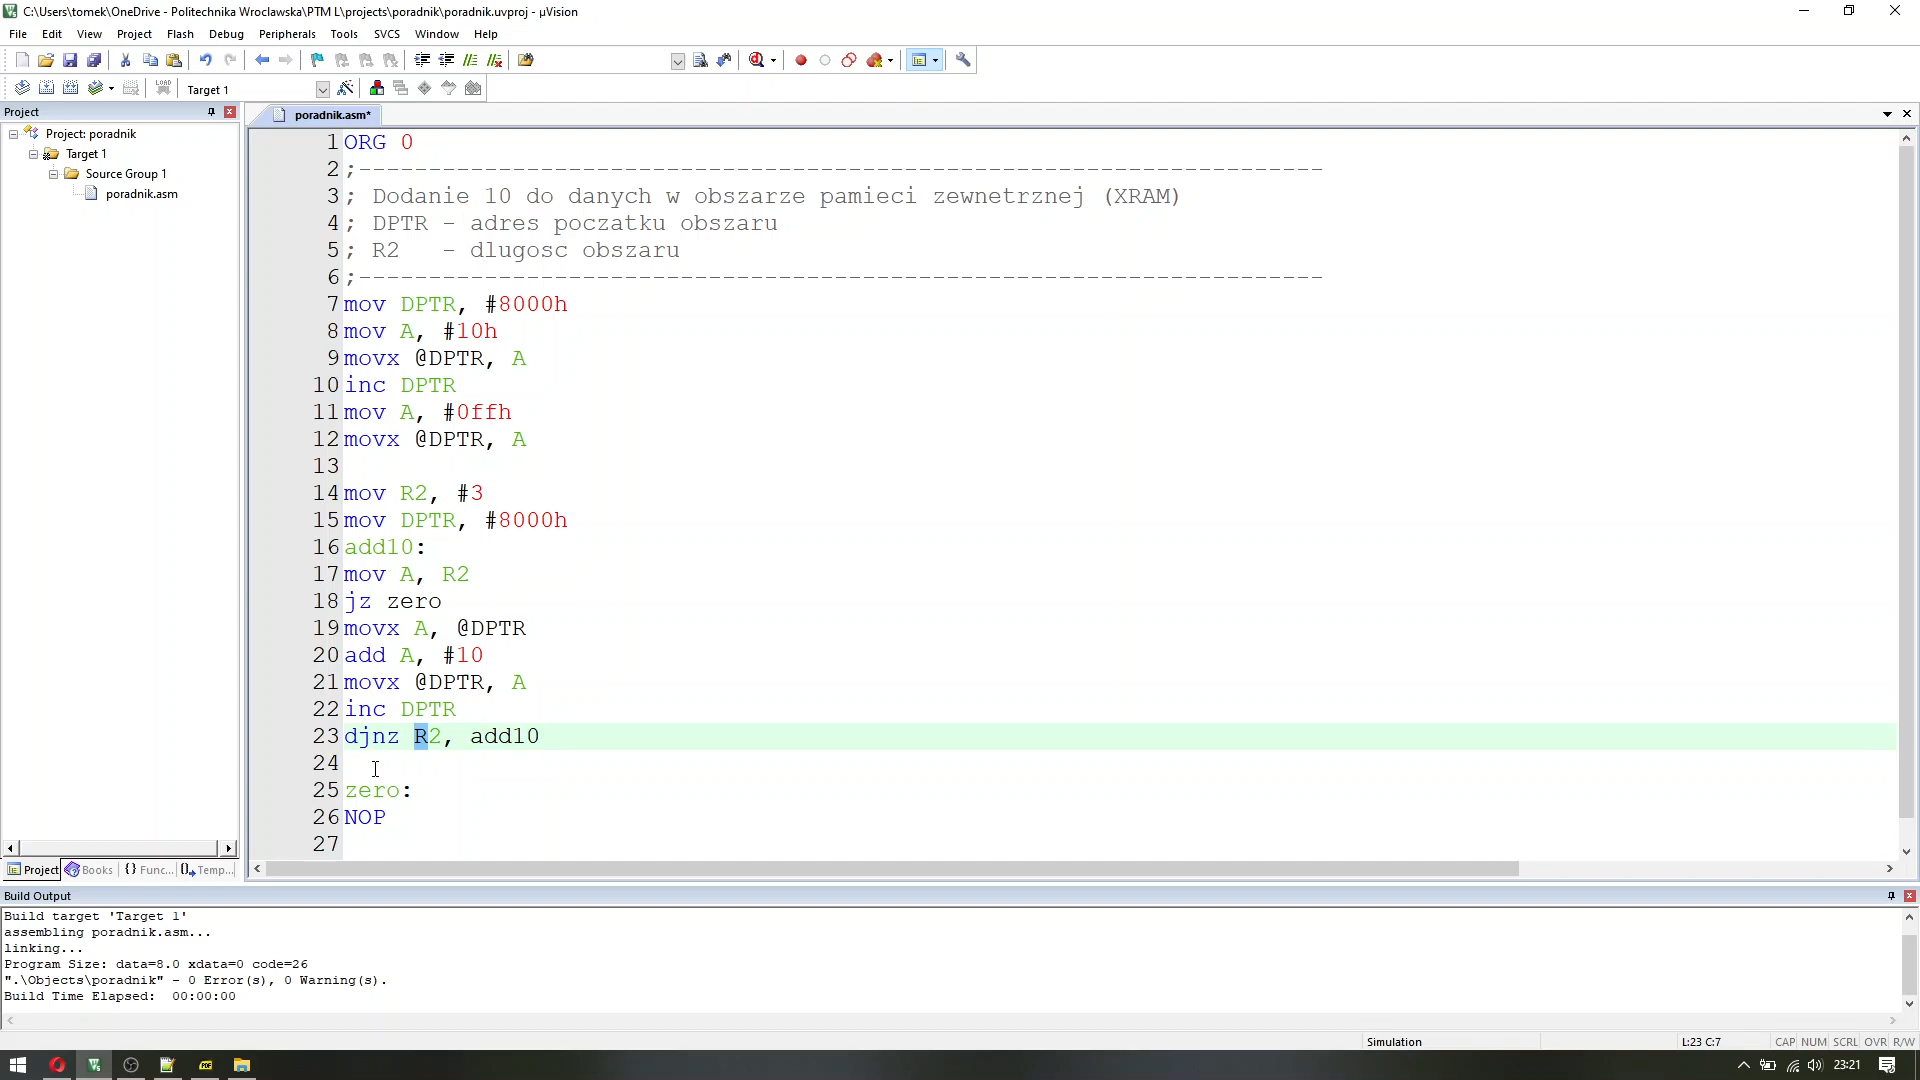 C:\Users\tomek\OneDrive - Politechnika Wroclawska\PTM L\projects\poradnik\poradnik.uvproj - µVision
File Edit View Project Flash Debug Peripherals Tools SVCS Window Help
LOAD Target 1
Project
Project: poradnik
Target 1
Source Group 1
poradnik.asm
poradnik.asm*
1 ORG 0
2 ;---------------------------------------------------------------------
3 ; Dodanie 10 do danych w obszarze pamieci zewnetrznej (XRAM)
4 ; DPTR - adres poczatku obszaru
5 ; R2   - dlugosc obszaru
6 ;---------------------------------------------------------------------
7 mov DPTR, #8000h
8 mov A, #10h
9 movx @DPTR, A
10 inc DPTR
11 mov A, #0ffh
12 movx @DPTR, A
13
14 mov R2, #3
15 mov DPTR, #8000h
16 add10:
17 mov A, R2
18 jz zero
19 movx A, @DPTR
20 add A, #10
21 movx @DPTR, A
22 inc DPTR
23 djnz R2, add10
24
25 zero:
26 NOP
27
Project Books {} Func... Temp...
Build Output
Build target 'Target 1'
assembling poradnik.asm...
linking...
Program Size: data=8.0 xdata=0 code=26
".\Objects\poradnik" - 0 Error(s), 0 Warning(s).
Build Time Elapsed:  00:00:00
Simulation L:23 C:7 CAP NUM SCRL OVR R/W
23:21